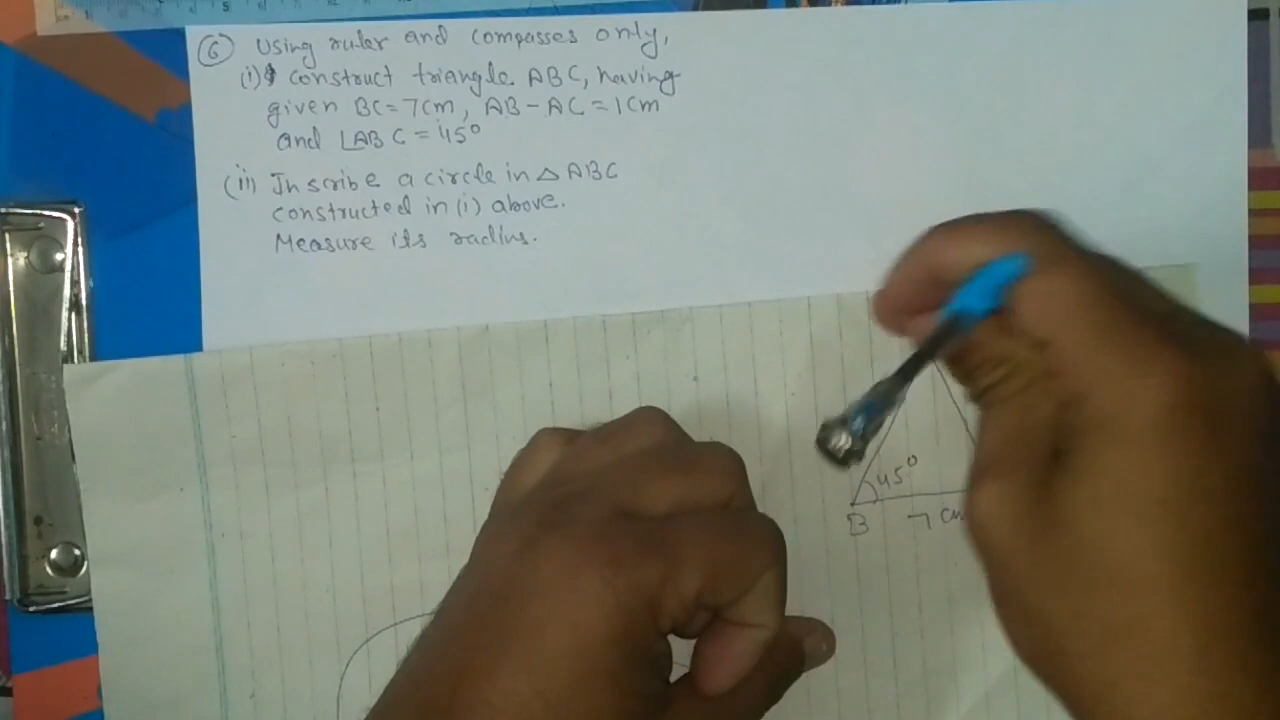 6 Using ruler and compasses only,
(i) construct triangle ABC, having
given BC = 7cm, AB - AC = 1cm
and ∠ABC = 45°
(ii) Inscribe a circle in △ ABC
constructed in (i) above.
Measure its radius.
45°
B 7 cm